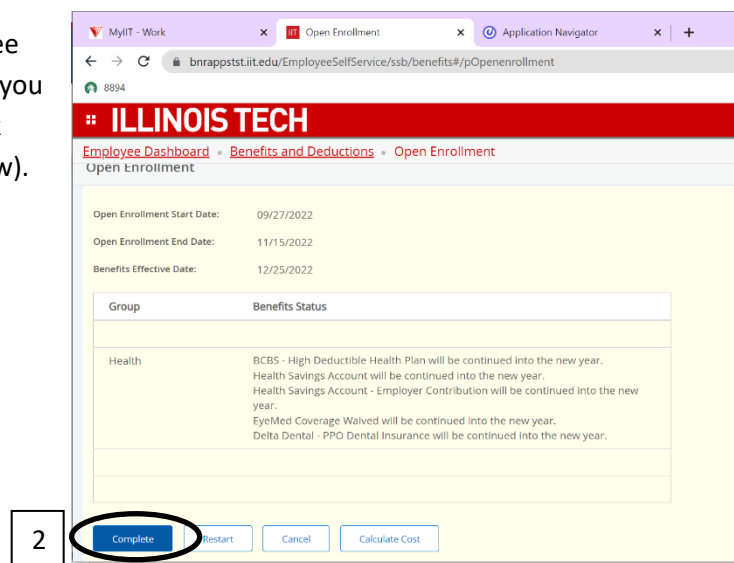 ee
you
w).
MyIIT - Work × Open Enrollment × Application Navigator × +
bnrappstst.iit.edu/EmployeeSelfService/ssb/benefits#/pOpenenrollment
8894
ILLINOIS TECH
Employee Dashboard • Benefits and Deductions • Open Enrollment
Open Enrollment
Open Enrollment Start Date: 09/27/2022
Open Enrollment End Date: 11/15/2022
Benefits Effective Date: 12/25/2022
Group Benefits Status
Health BCBS - High Deductible Health Plan will be continued into the new year.
Health Savings Account will be continued into the new year.
Health Savings Account - Employer Contribution will be continued into the new
year.
EyeMed Coverage Waived will be continued into the new year.
Delta Dental - PPO Dental Insurance will be continued into the new year.
2 Complete Restart Cancel Calculate Cost